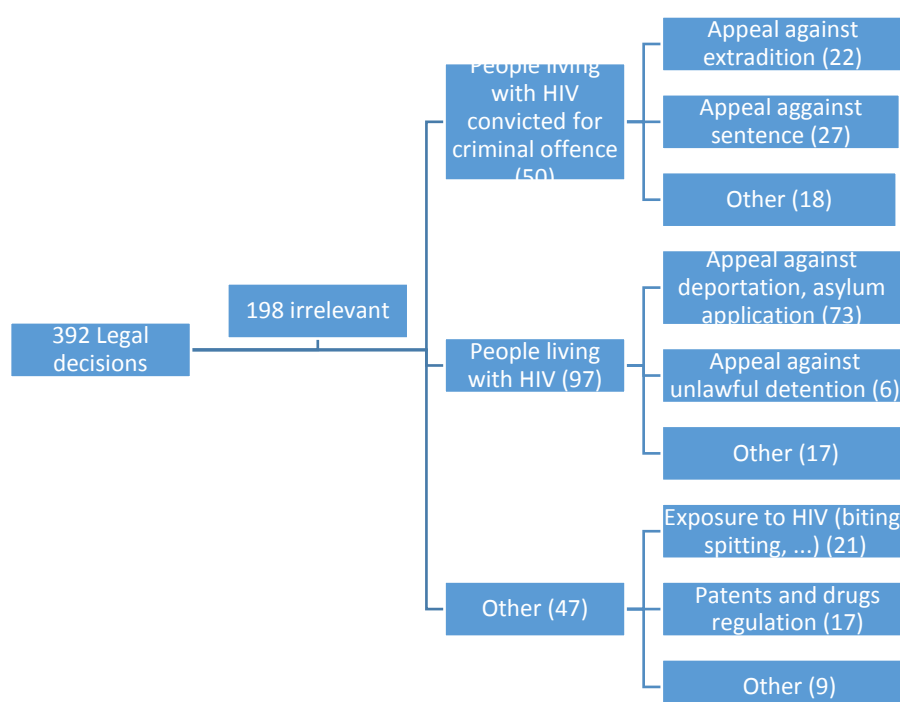 392 Legal
decisions
198 irrelevant
People living
with HIV
convicted for
criminal offence
(50)
Appeal against
extradition (22)
Appeal aggainst
sentence (27)
Other (18)
People living
with HIV (97)
Appeal against
deportation, asylum
application (73)
Appeal against
unlawful detention (6)
Other (17)
Other (47)
Exposure to HIV (biting
spitting, ...) (21)
Patents and drugs
regulation (17)
Other (9)